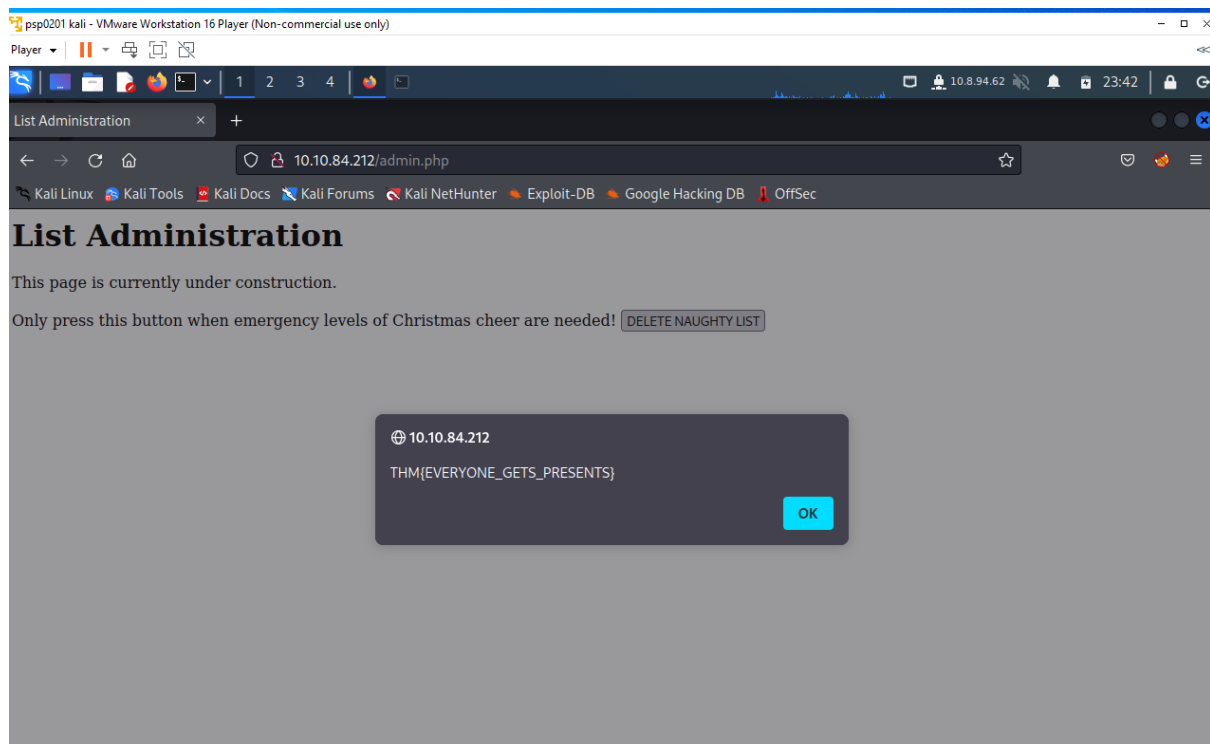 psp0201 kali - VMware Workstation 16 Player (Non-commercial use only)
Player
1 2 3 4 10.8.94.62 23:42
List Administration
10.10.84.212/admin.php
Kali Linux Kali Tools Kali Docs Kali Forums Kali NetHunter Exploit-DB Google Hacking DB OffSec
List Administration
This page is currently under construction.
Only press this button when emergency levels of Christmas cheer are needed! DELETE NAUGHTY LIST
10.10.84.212
THM{EVERYONE_GETS_PRESENTS}
OK